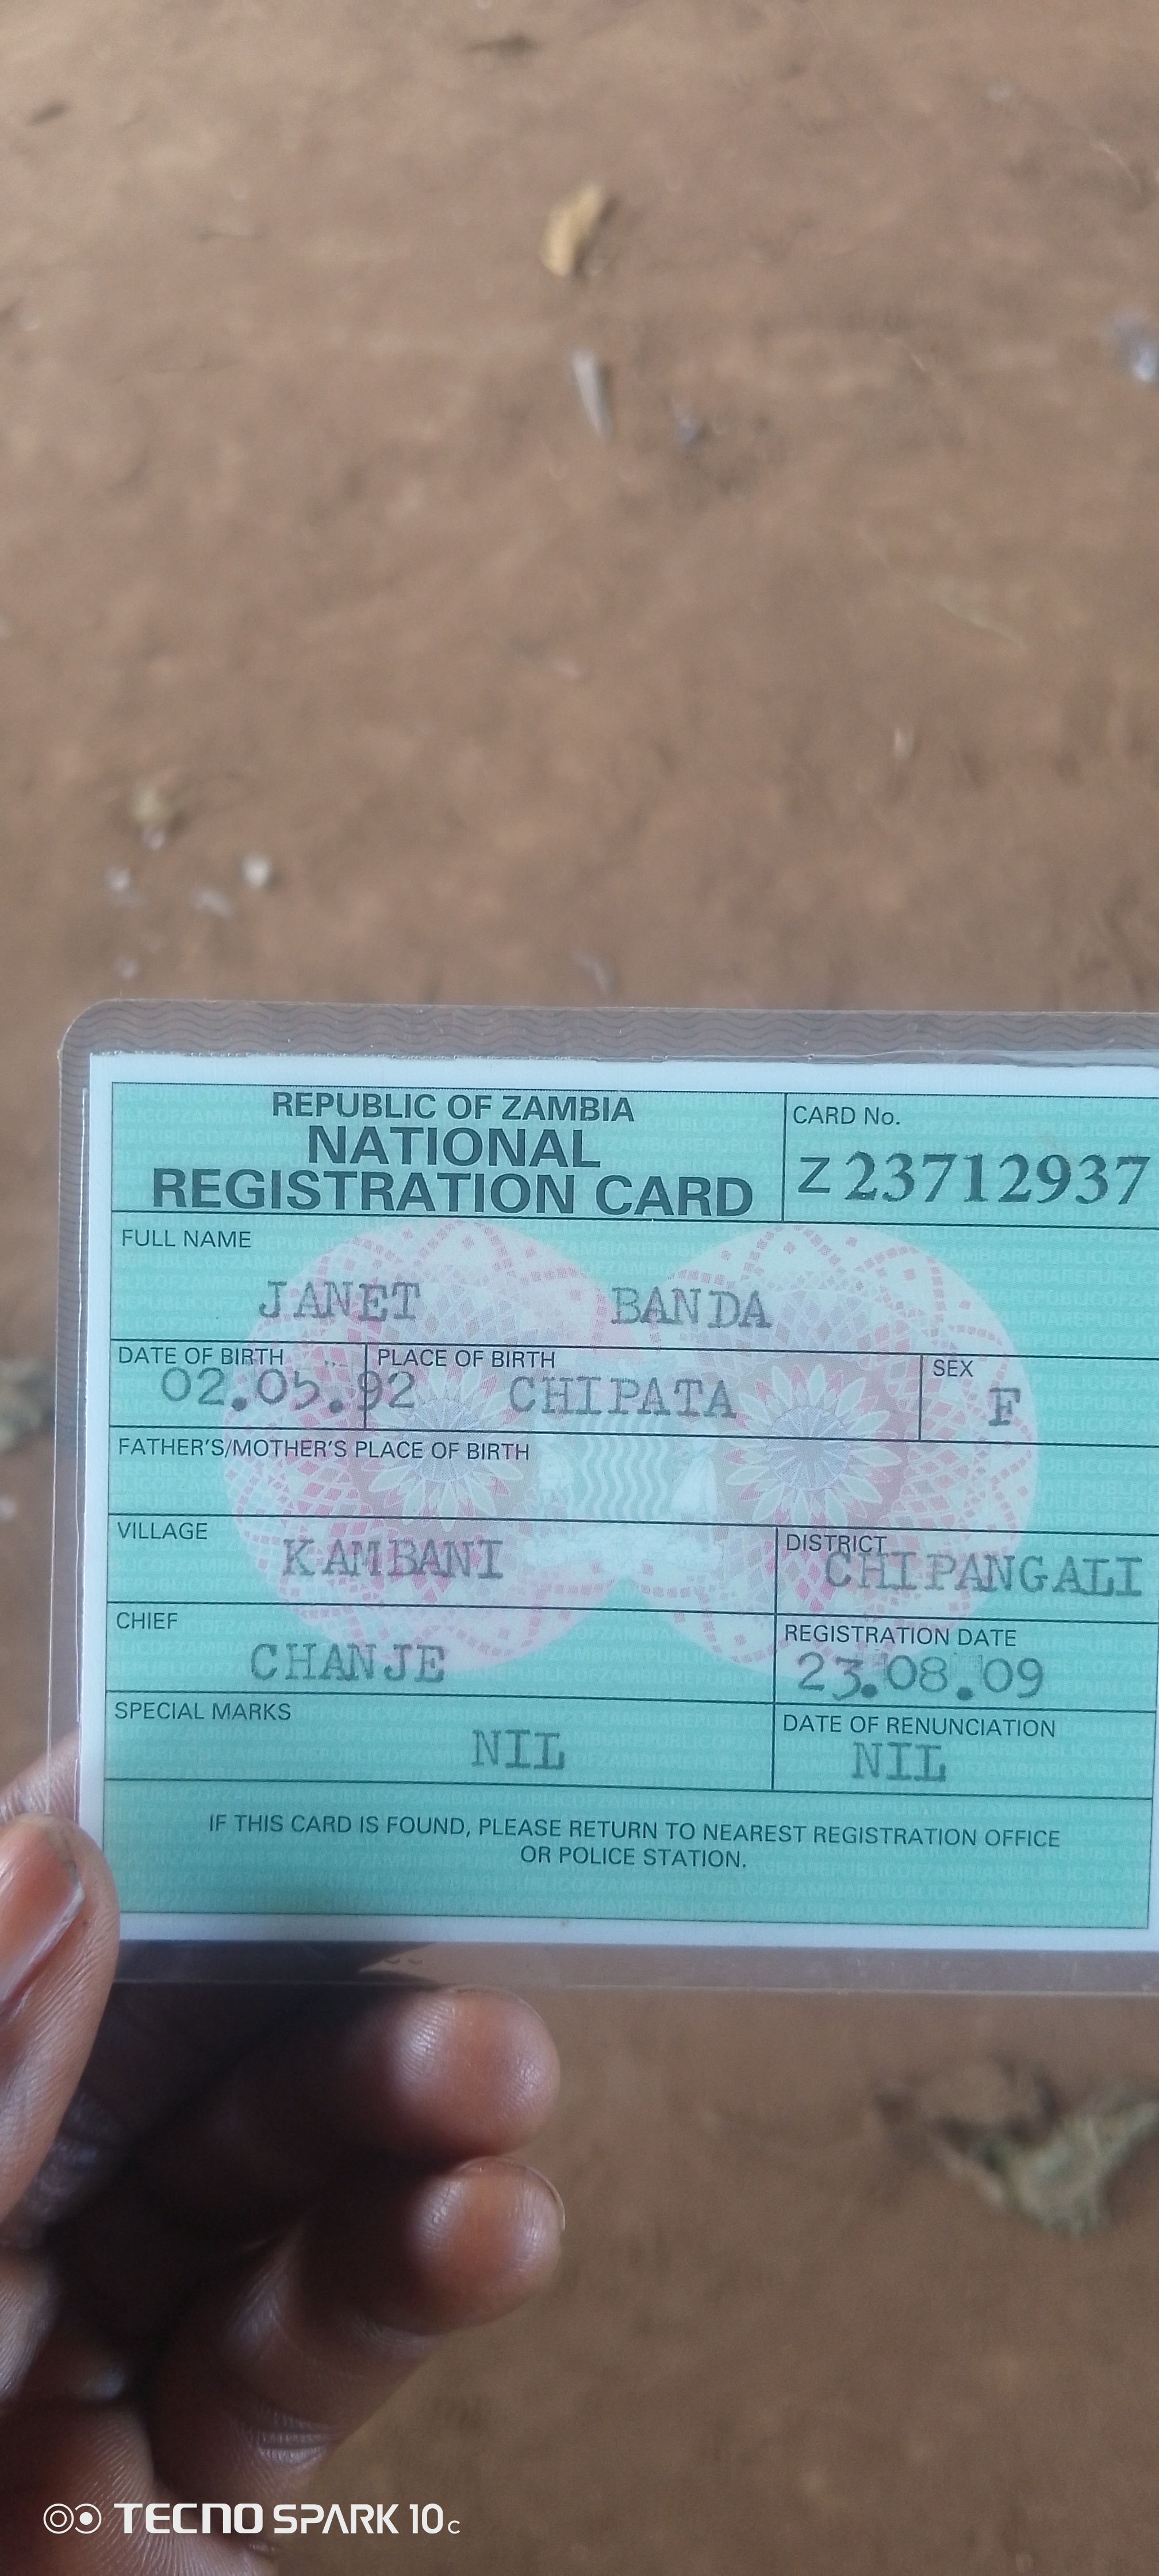 REPUBLIC OF ZAMBIA
NATIONAL
REGISTRATION CARD
CARD No.
Z 23712937
FULL NAME
JANET BANDA
DATE OF BIRTH
02.05.92
PLACE OF BIRTH
CHIPATA
SEX
F
FATHER'S/MOTHER'S PLACE OF BIRTH
VILLAGE
KAMBANI
DISTRICT
CHIPANGALI
CHIEF
CHANJE
REGISTRATION DATE
23.08.09
SPECIAL MARKS
NIL
DATE OF RENUNCIATION
NIL
IF THIS CARD IS FOUND, PLEASE RETURN TO NEAREST REGISTRATION OFFICE
OR POLICE STATION.
TECNO SPARK 10c